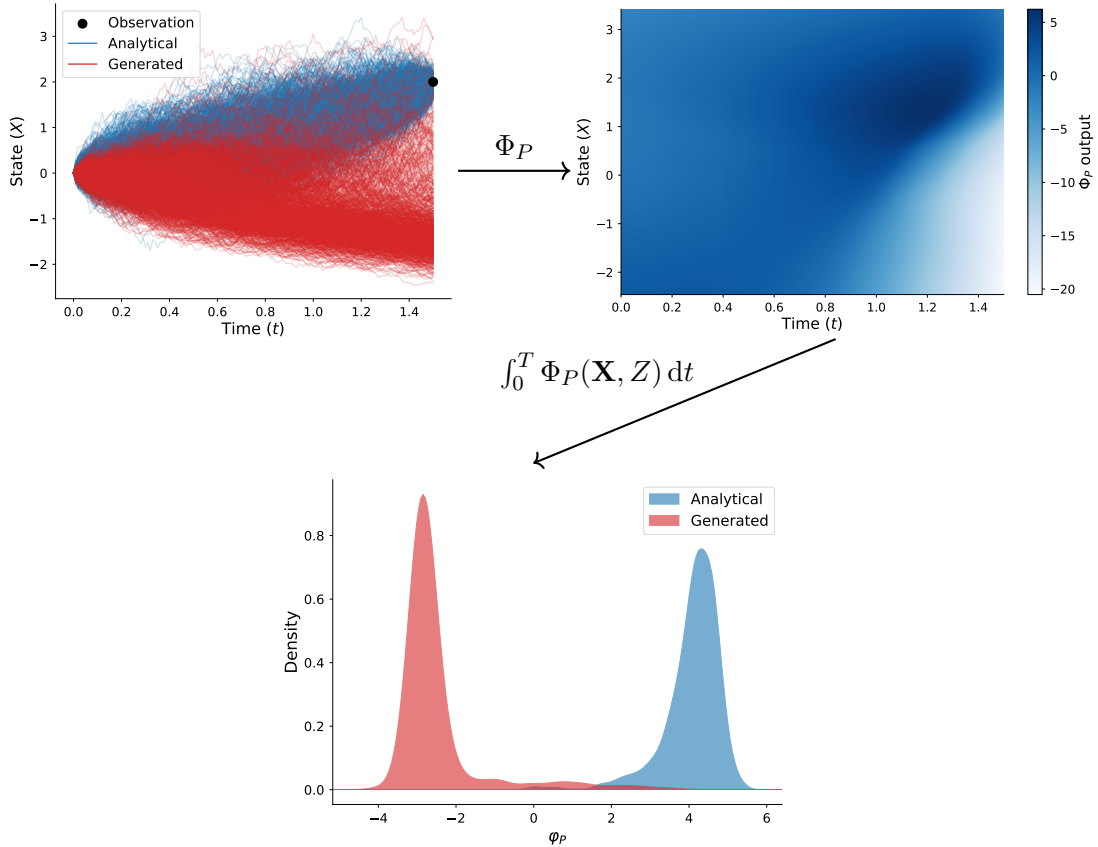 Observation
Analytical
Generated
3
2
1
0
−1
−2
State (X)
0.0 0.2 0.4 0.6 0.8 1.0 1.2 1.4
Time (t)
Φ_P
3
2
1
0
−1
−2
State (X)
0.0 0.2 0.4 0.6 0.8 1.0 1.2 1.4
Time (t)
5
0
−5
−10
−15
−20
Φ_P output
∫_0^T Φ_P(𝐗, Z) dt
Analytical
Generated
0.8
0.6
0.4
0.2
0.0
Density
−4 −2 0 2 4 6
φ_P